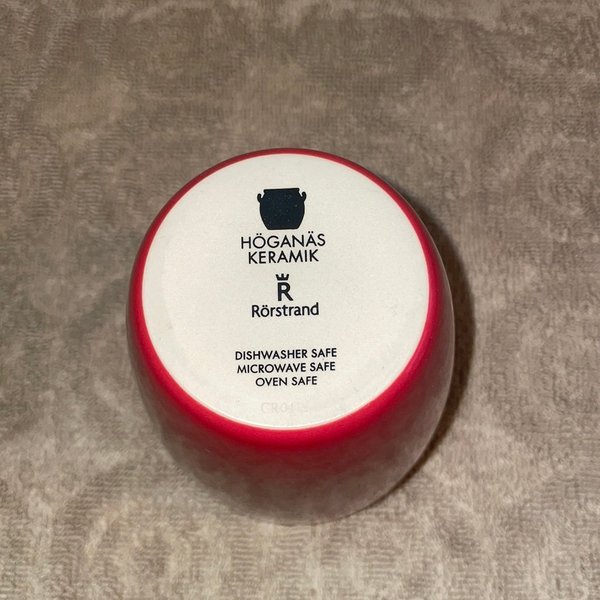 HÖGANÄS
KERAMIK
R
Rörstrand
DISHWASHER SAFE
MICROWAVE SAFE
OVEN SAFE